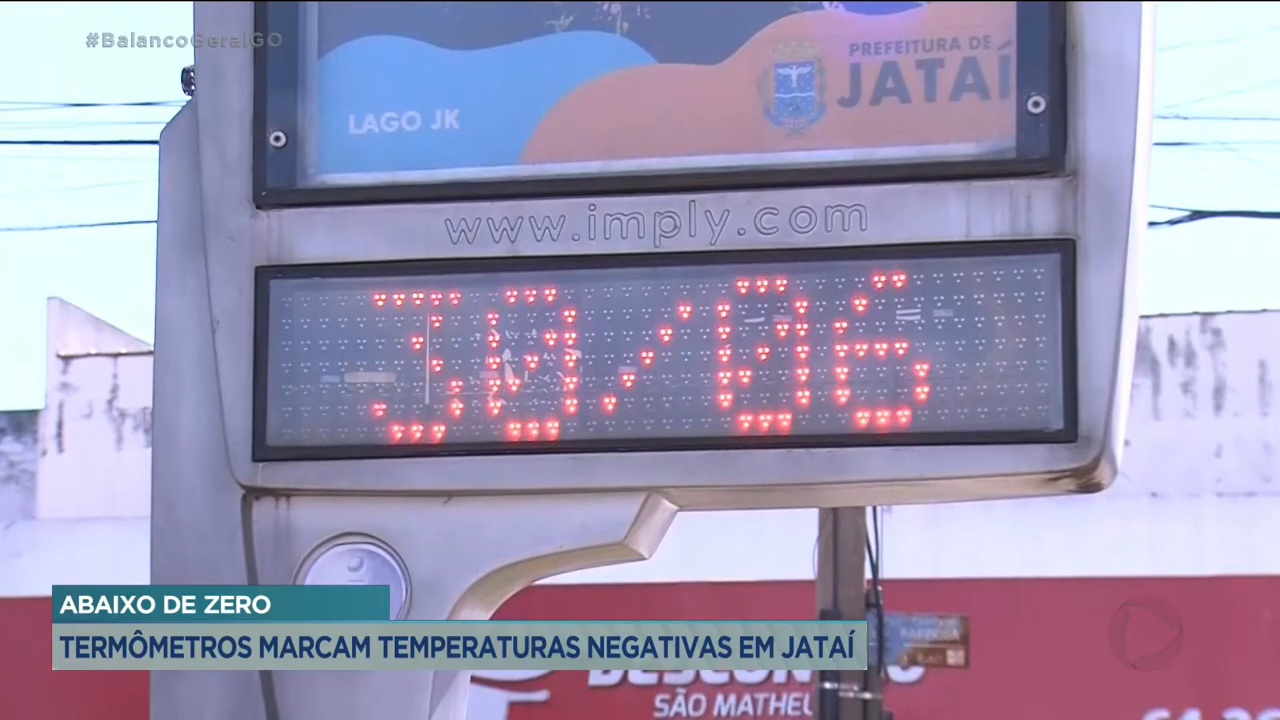 #BalancoGeralGO
PREFEITURA DE
JATAÍ
LAGO JK
www.imply.com
30/06
ABAIXO DE ZERO
TERMÔMETROS MARCAM TEMPERATURAS NEGATIVAS EM JATAÍ
SÃO MATHEU